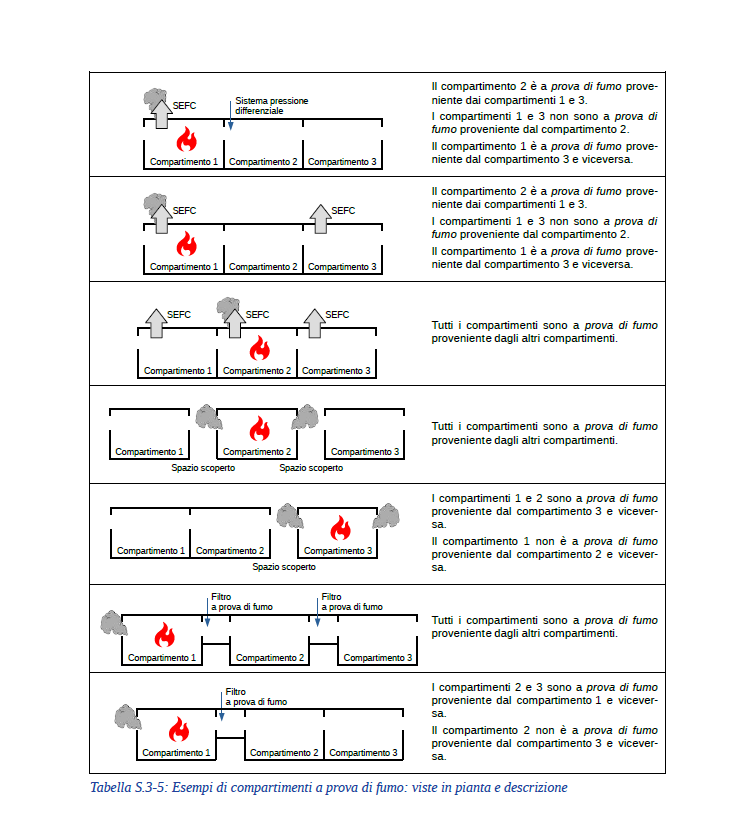 SEFC
Sistema pressione
differenziale
Compartimento 1
Compartimento 2
Compartimento 3
Il compartimento 2 è a prova di fumo prove-
niente dai compartimenti 1 e 3.
I compartimenti 1 e 3 non sono a prova di
fumo proveniente dal compartimento 2.
Il compartimento 1 è a prova di fumo prove-
niente dal compartimento 3 e viceversa.
SEFC
SEFC
Compartimento 1
Compartimento 2
Compartimento 3
Il compartimento 2 è a prova di fumo prove-
niente dai compartimenti 1 e 3.
I compartimenti 1 e 3 non sono a prova di
fumo proveniente dal compartimento 2.
Il compartimento 1 è a prova di fumo prove-
niente dal compartimento 3 e viceversa.
SEFC
SEFC
SEFC
Compartimento 1
Compartimento 2
Compartimento 3
Tutti i compartimenti sono a prova di fumo
proveniente dagli altri compartimenti.
Compartimento 1
Compartimento 2
Compartimento 3
Spazio scoperto
Spazio scoperto
Tutti i compartimenti sono a prova di fumo
proveniente dagli altri compartimenti.
Compartimento 1
Compartimento 2
Compartimento 3
Spazio scoperto
I compartimenti 1 e 2 sono a prova di fumo
proveniente dal compartimento 3 e vicever-
sa.
Il compartimento 1 non è a prova di fumo
proveniente dal compartimento 2 e vicever-
sa.
Filtro
a prova di fumo
Filtro
a prova di fumo
Compartimento 1
Compartimento 2
Compartimento 3
Tutti i compartimenti sono a prova di fumo
proveniente dagli altri compartimenti.
Filtro
a prova di fumo
Compartimento 1
Compartimento 2
Compartimento 3
I compartimenti 2 e 3 sono a prova di fumo
proveniente dal compartimento 1 e vicever-
sa.
Il compartimento 2 non è a prova di fumo
proveniente dal compartimento 3 e vicever-
sa.
Tabella S.3-5: Esempi di compartimenti a prova di fumo: viste in pianta e descrizione